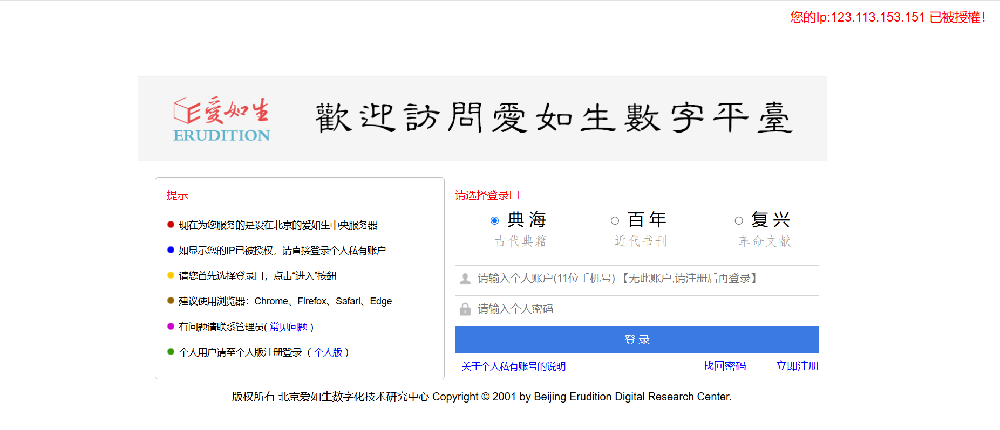 您的Ip:123.113.153.151 已被授權!
愛如生
ERUDITION
歡迎訪問愛如生數字平臺
提示
现在为您服务的是设在北京的爱如生中央服务器
如显示您的IP已被授权，请直接登录个人私有账户
请您首先选择登录口，点击“进入”按鈕
建议使用浏览器：Chrome、Firefox、Safari、Edge
有问题请联系管理员( 常见问题 )
个人用户请至个人版注册登录（ 个人版 ）
请选择登录口
典海 百年 复兴
古代典籍 近代书刊 革命文献
请输入个人账户(11位手机号) 【无此账户,请注册后再登录】
请输入个人密码
登 录
关于个人私有账号的说明 找回密码 立即注册
版权所有 北京爱如生数字化技术研究中心 Copyright © 2001 by Beijing Erudition Digital Research Center.